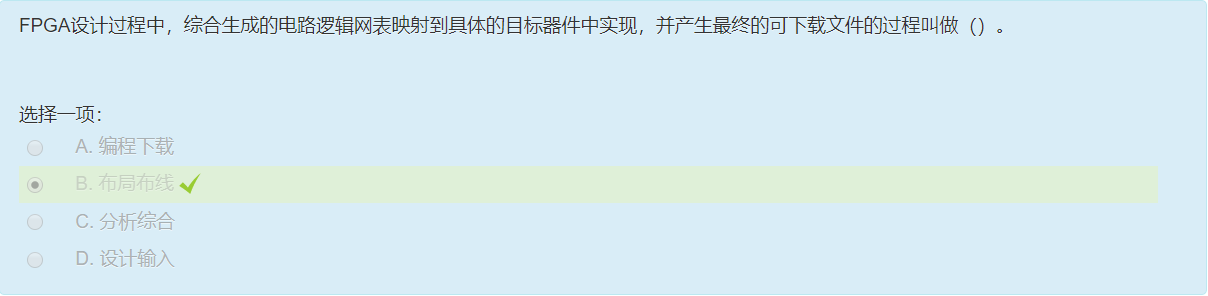 FPGA设计过程中，综合生成的电路逻辑网表映射到具体的目标器件中实现，并产生最终的可下载文件的过程叫做（）。
选择一项：
A. 编程下载
B. 布局布线
C. 分析综合
D. 设计输入